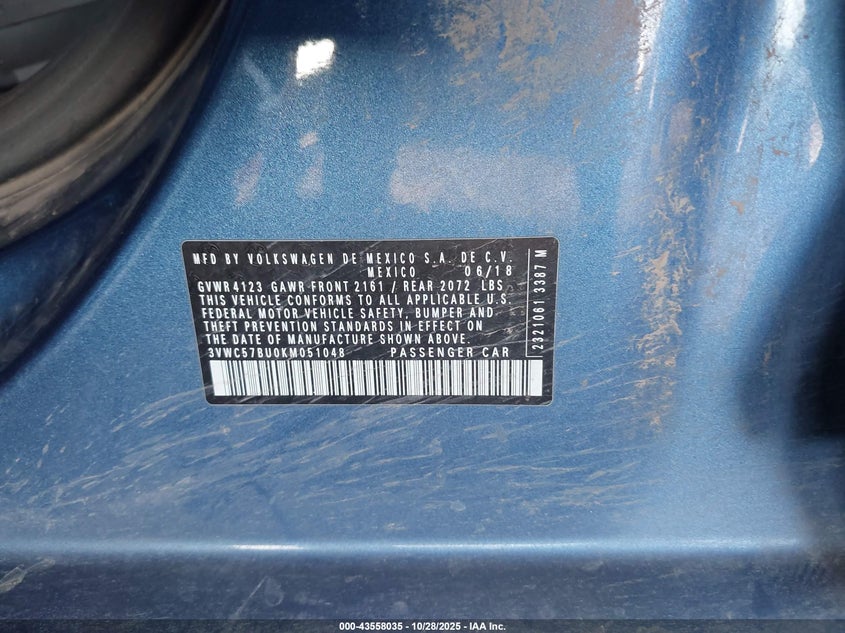 MFD BY VOLKSWAGEN DE MEXICO S.A. DE C.V.
MEXICO 06/18
GVWR4123 GAWR FRONT 2161 / REAR 2072 LBS
THIS VEHICLE CONFORMS TO ALL APPLICABLE U.S.
FEDERAL MOTOR VEHICLE SAFETY, BUMPER AND
THEFT PREVENTION STANDARDS IN EFFECT ON
THE DATE OF MANUFACTURE SHOWN ABOVE.
3VWC57BU0KM051048 PASSENGER CAR
2321061 3387 M
000-43558035 | 10/28/2025 | IAA Inc.